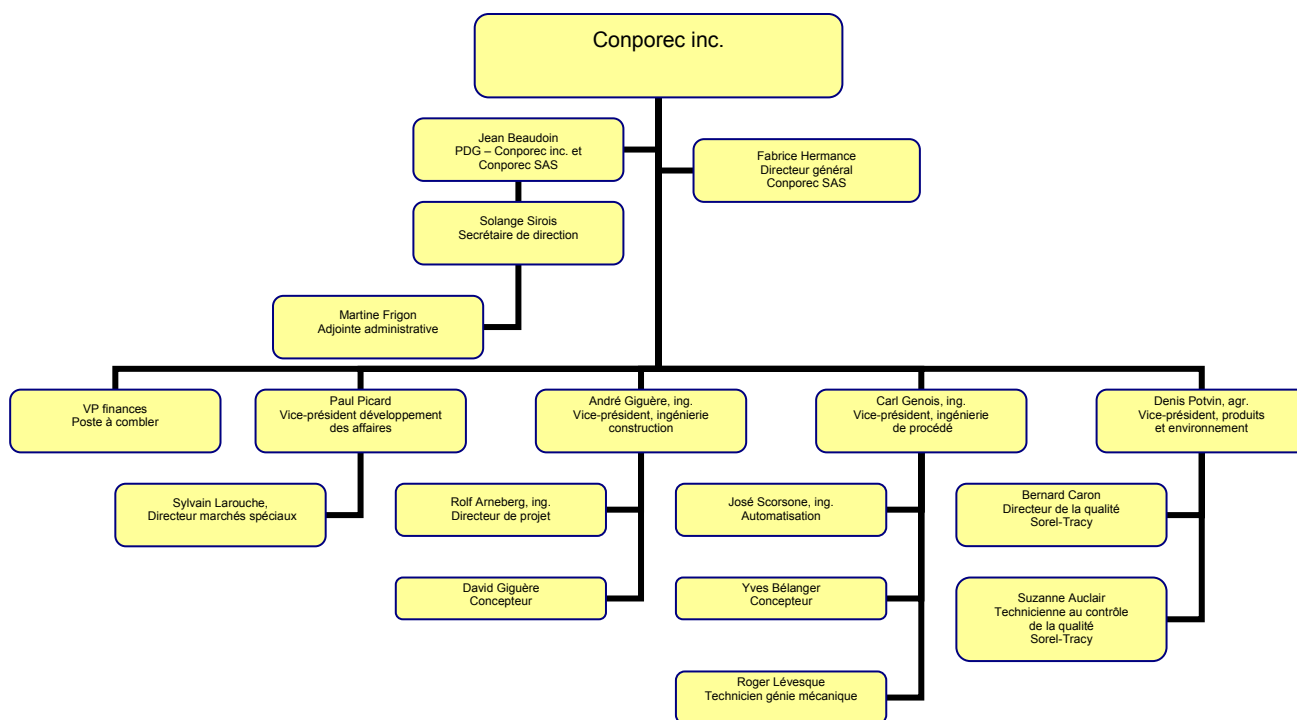 Conporec inc.
Jean Beaudoin
PDG – Conporec inc. et
Conporec SAS
Fabrice Hermance
Directeur général
Conporec SAS
Solange Sirois
Secrétaire de direction
Martine Frigon
Adjointe administrative
VP finances
Poste à combler
Paul Picard
Vice-président développement
des affaires
André Giguère, ing.
Vice-président, ingénierie
construction
Carl Genois, ing.
Vice-président, ingénierie
de procédé
Denis Potvin, agr.
Vice-président, produits
et environnement
Sylvain Larouche,
Directeur marchés spéciaux
Rolf Arneberg, ing.
Directeur de projet
José Scorsone, ing.
Automatisation
Bernard Caron
Directeur de la qualité
Sorel-Tracy
David Giguère
Concepteur
Yves Bélanger
Concepteur
Suzanne Auclair
Technicienne au contrôle
de la qualité
Sorel-Tracy
Roger Lévesque
Technicien génie mécanique